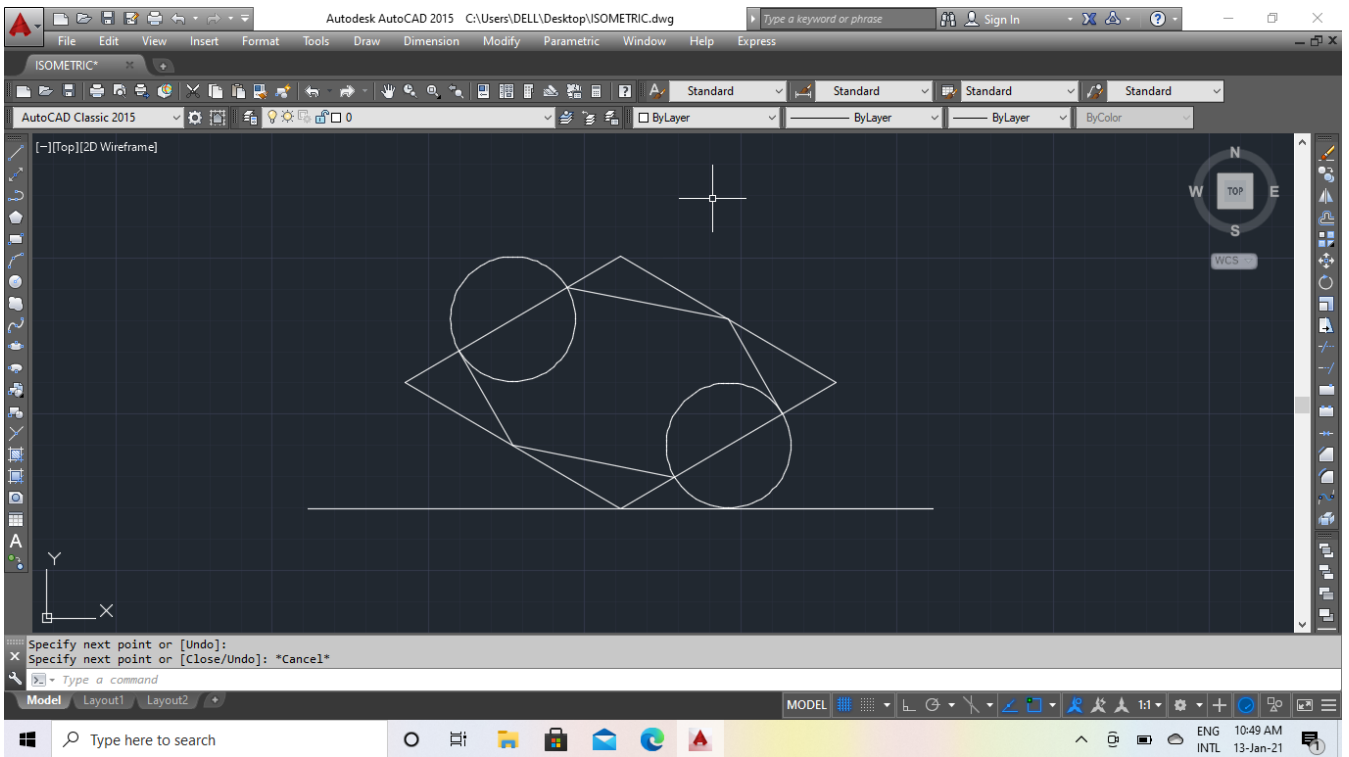 Autodesk AutoCAD 2015 C:\Users\DELL\Desktop\ISOMETRIC.dwg Type a keyword or phrase Sign In
File Edit View Insert Format Tools Draw Dimension Modify Parametric Window Help Express
ISOMETRIC*
Standard Standard Standard Standard
AutoCAD Classic 2015 0 ByLayer ByLayer ByLayer ByColor
[−][Top][2D Wireframe]
N
W TOP E
S
WCS
Y
X
Specify next point or [Undo]:
Specify next point or [Close/Undo]: *Cancel*
Type a command
Model Layout1 Layout2 + MODEL 1:1
Type here to search
ENG 10:49 AM
INTL 13-Jan-21
1